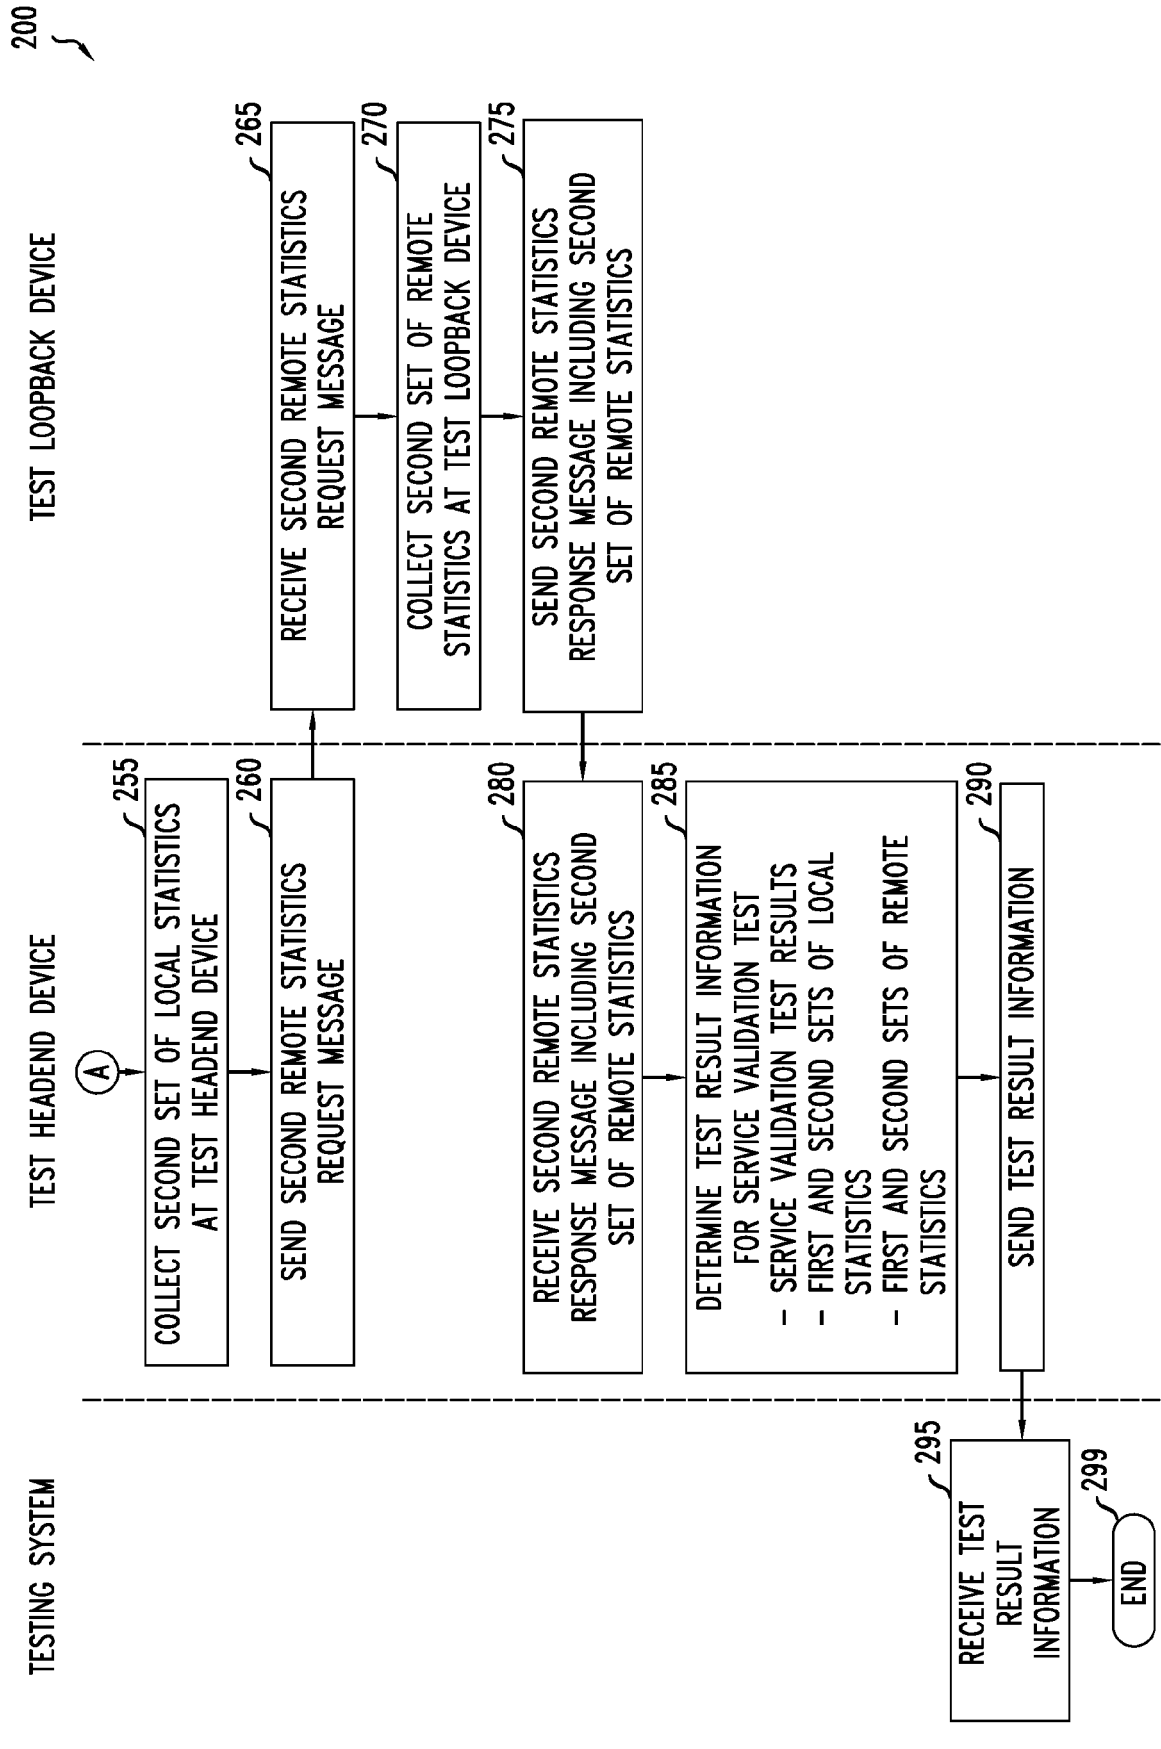 200
TESTING SYSTEM
TEST HEADEND DEVICE
TEST LOOPBACK DEVICE
A
255
COLLECT SECOND SET OF LOCAL STATISTICS
AT TEST HEADEND DEVICE
260
SEND SECOND REMOTE STATISTICS
REQUEST MESSAGE
265
RECEIVE SECOND REMOTE STATISTICS
REQUEST MESSAGE
270
COLLECT SECOND SET OF REMOTE
STATISTICS AT TEST LOOPBACK DEVICE
275
SEND SECOND REMOTE STATISTICS
RESPONSE MESSAGE INCLUDING SECOND
SET OF REMOTE STATISTICS
280
RECEIVE SECOND REMOTE STATISTICS
RESPONSE MESSAGE INCLUDING SECOND
SET OF REMOTE STATISTICS
285
DETERMINE TEST RESULT INFORMATION
FOR SERVICE VALIDATION TEST
- SERVICE VALIDATION TEST RESULTS
- FIRST AND SECOND SETS OF LOCAL
STATISTICS
- FIRST AND SECOND SETS OF REMOTE
STATISTICS
290
SEND TEST RESULT INFORMATION
295
RECEIVE TEST
RESULT
INFORMATION
299
END